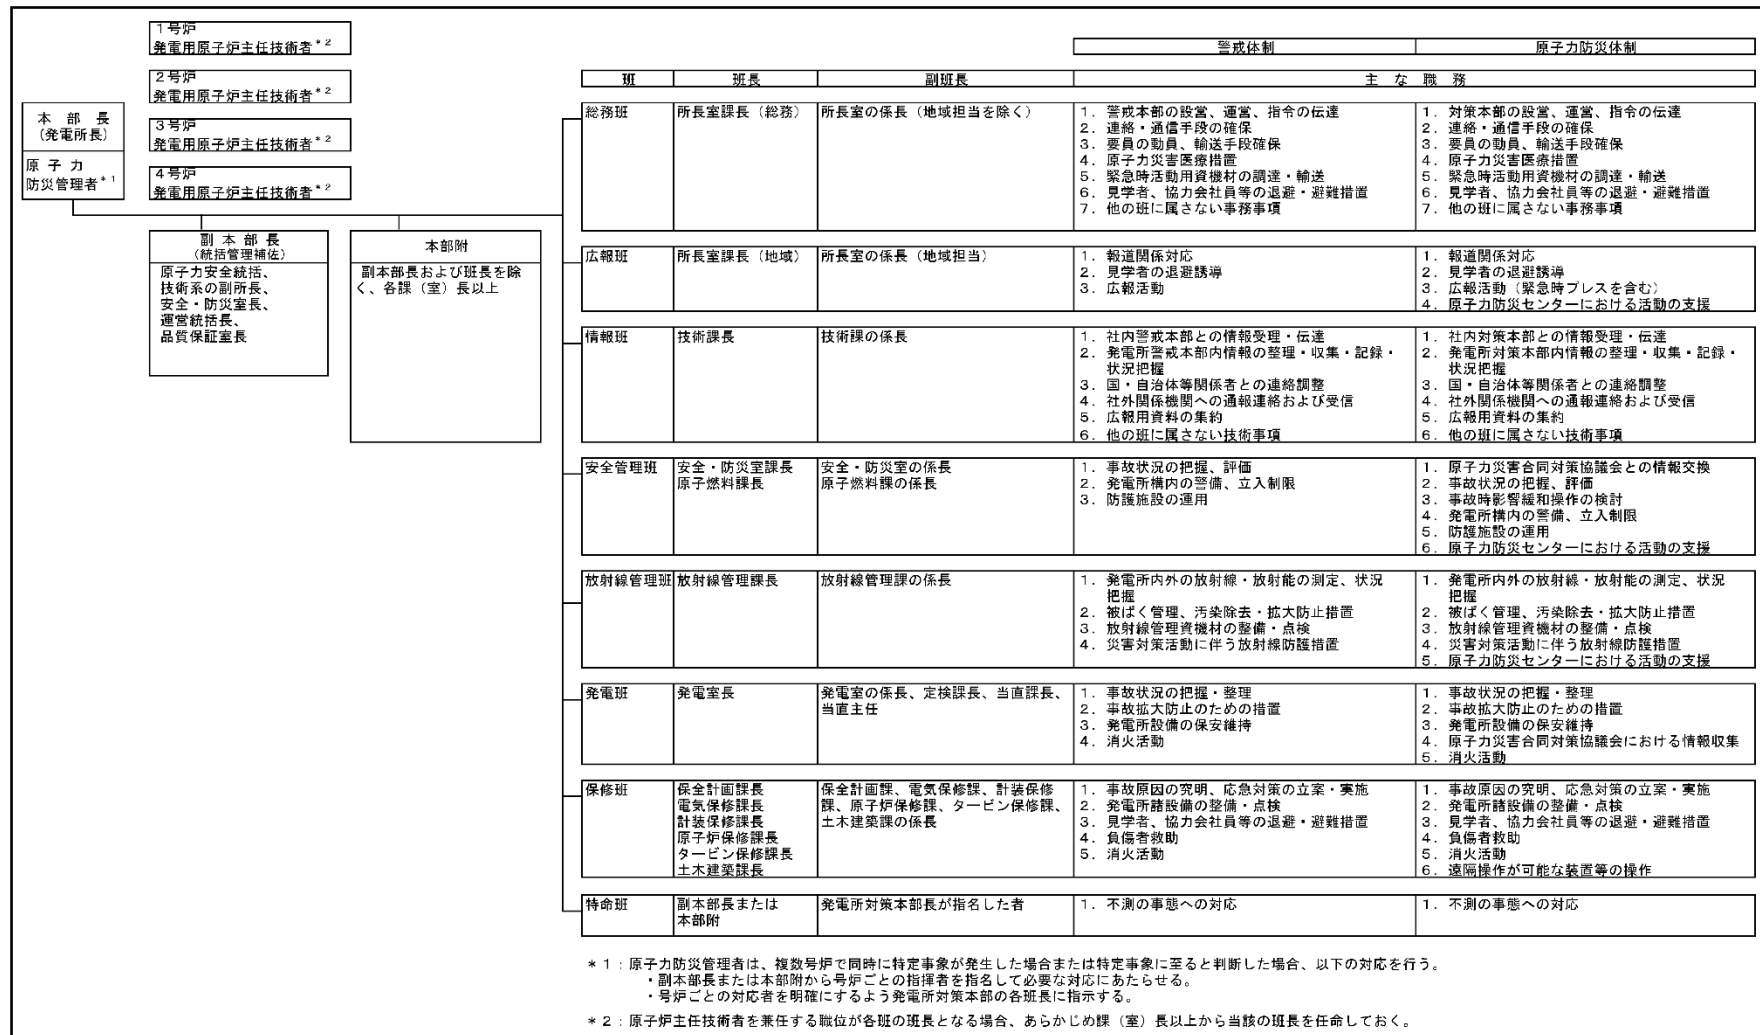 1号炉
発電用原子炉主任技術者＊2
2号炉
発電用原子炉主任技術者＊2
3号炉
発電用原子炉主任技術者＊2
4号炉
発電用原子炉主任技術者＊2
本 部 長
(発電所長)
原 子 力
防災管理者＊1
副 本 部 長
(統括管理補佐)
原子力安全統括、
技術系の副所長、
安全・防災室長、
運営統括長、
品質保証室長
本部附
副本部長および班長を除
く、各課（室）長以上
警戒体制 原子力防災体制
班 班長 副班長 主 な 職 務
総務班 所長室課長（総務） 所長室の係長（地域担当を除く）
1．警戒本部の設営、運営、指令の伝達
2．連絡・通信手段の確保
3．要員の動員、輸送手段確保
4．原子力災害医療措置
5．緊急時活動用資機材の調達・輸送
6．見学者、協力会社員等の退避・避難措置
7．他の班に属さない事務事項
1．対策本部の設営、運営、指令の伝達
2．連絡・通信手段の確保
3．要員の動員、輸送手段確保
4．原子力災害医療措置
5．緊急時活動用資機材の調達・輸送
6．見学者、協力会社員等の退避・避難措置
7．他の班に属さない事務事項
広報班 所長室課長（地域） 所長室の係長（地域担当）
1．報道関係対応
2．見学者の退避誘導
3．広報活動
1．報道関係対応
2．見学者の退避誘導
3．広報活動（緊急時プレスを含む）
4．原子力防災センターにおける活動の支援
情報班 技術課長 技術課の係長
1．社内警戒本部との情報受理・伝達
2．発電所警戒本部内情報の整理・収集・記録・
状況把握
3．国・自治体等関係者との連絡調整
4．社外関係機関への通報連絡および受信
5．広報用資料の集約
6．他の班に属さない技術事項
1．社内対策本部との情報受理・伝達
2．発電所対策本部内情報の整理・収集・記録・
状況把握
3．国・自治体等関係者との連絡調整
4．社外関係機関への通報連絡および受信
5．広報用資料の集約
6．他の班に属さない技術事項
安全管理班 安全・防災室課長 安全・防災室の係長
原子燃料課長 原子燃料課の係長
1．事故状況の把握、評価
2．発電所構内の警備、立入制限
3．防護施設の運用
1．原子力災害合同対策協議会との情報交換
2．事故状況の把握、評価
3．事故時影響緩和操作の検討
4．発電所構内の警備、立入制限
5．防護施設の運用
6．原子力防災センターにおける活動の支援
放射線管理班 放射線管理課長 放射線管理課の係長
1．発電所内外の放射線・放射能の測定、状況
把握
2．被ばく管理、汚染除去・拡大防止措置
3．放射線管理資機材の整備・点検
4．災害対策活動に伴う放射線防護措置
1．発電所内外の放射線・放射能の測定、状況
把握
2．被ばく管理、汚染除去・拡大防止措置
3．放射線管理資機材の整備・点検
4．災害対策活動に伴う放射線防護措置
5．原子力防災センターにおける活動の支援
発電班 発電室長 発電室の係長、定検課長、当直課長、
当直主任
1．事故状況の把握・整理
2．事故拡大防止のための措置
3．発電所設備の保安維持
4．消火活動
1．事故状況の把握・整理
2．事故拡大防止のための措置
3．発電所設備の保安維持
4．原子力災害合同対策協議会における情報収集
5．消火活動
保修班
保全計画課長
電気保修課長
計装保修課長
原子炉保修課長
タービン保修課長
土木建築課長
保全計画課、電気保修課、計装保修
課、原子炉保修課、タービン保修課、
土木建築課の係長
1．事故原因の究明、応急対策の立案・実施
2．発電所諸設備の整備・点検
3．見学者、協力会社員等の退避・避難措置
4．負傷者救助
5．消火活動
1．事故原因の究明、応急対策の立案・実施
2．発電所諸設備の整備・点検
3．見学者、協力会社員等の退避・避難措置
4．負傷者救助
5．消火活動
6．遠隔操作が可能な装置等の操作
特命班 副本部長または 発電所対策本部長が指名した者
本部附
1．不測の事態への対応
1．不測の事態への対応
＊1：原子力防災管理者は、複数号炉で同時に特定事象が発生した場合または特定事象に至ると判断した場合、以下の対応を行う。
・副本部長または本部附から号炉ごとの指揮者を指名して必要な対応にあたらせる。
・号炉ごとの対応者を明確にするよう発電所対策本部の各班長に指示する。
＊2：原子炉主任技術者を兼任する職位が各班の班長となる場合、あらかじめ課（室）長以上から当該の班長を任命しておく。